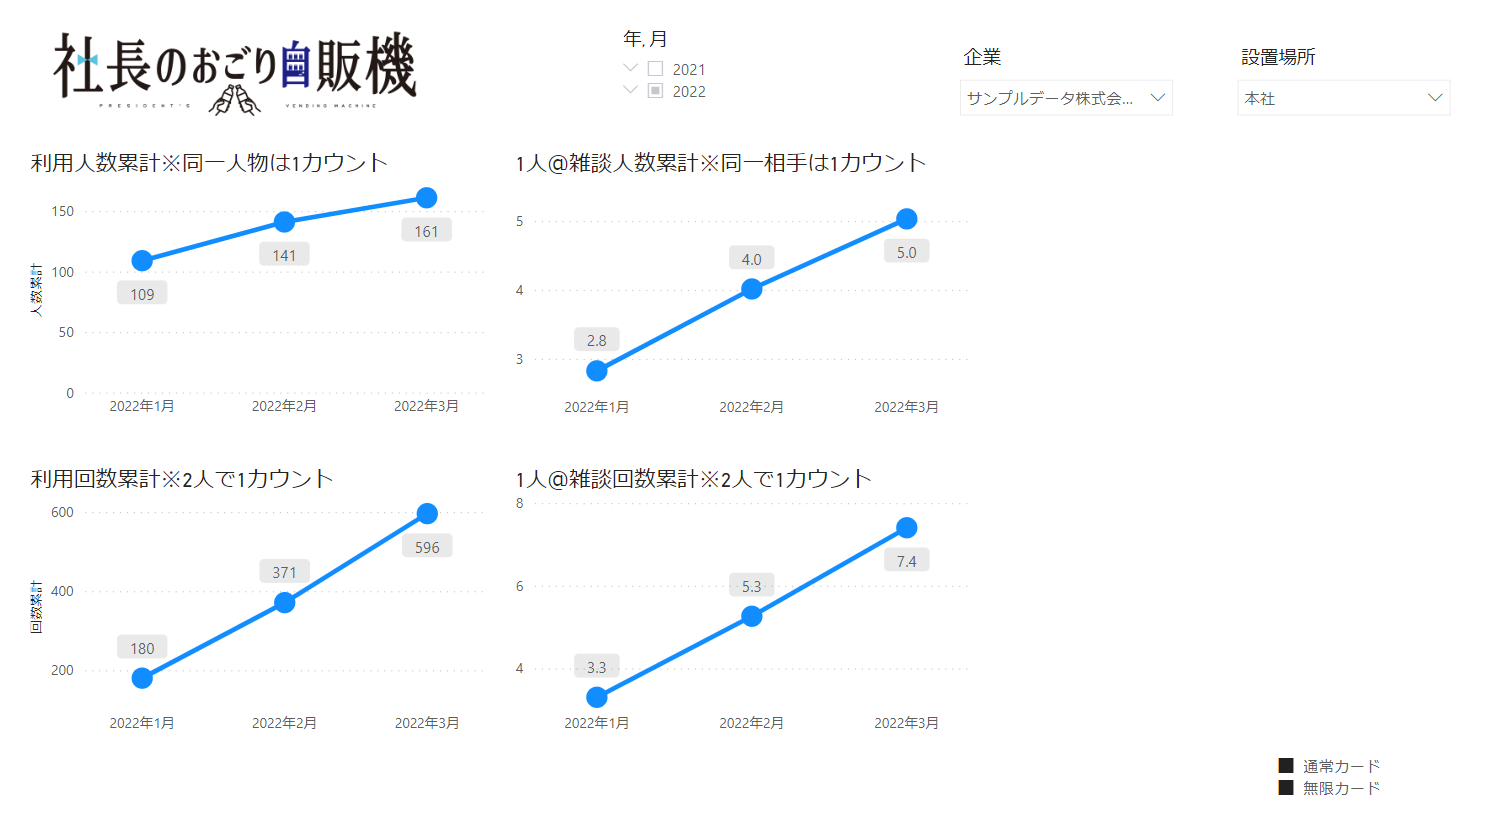 社長のおごり自販機
PRESIDENT'S VENDING MACHINE
年, 月
2021
2022
企業
サンプルデータ株式会...
設置場所
本社
利用人数累計※同一人物は1カウント
人数累計
150
100
50
0
109
141
161
2022年1月
2022年2月
2022年3月
1人@雑談人数累計※同一相手は1カウント
5
4
3
2.8
4.0
5.0
2022年1月
2022年2月
2022年3月
利用回数累計※2人で1カウント
回数累計
600
400
200
180
371
596
2022年1月
2022年2月
2022年3月
1人@雑談回数累計※2人で1カウント
8
6
4
3.3
5.3
7.4
2022年1月
2022年2月
2022年3月
通常カード
無限カード